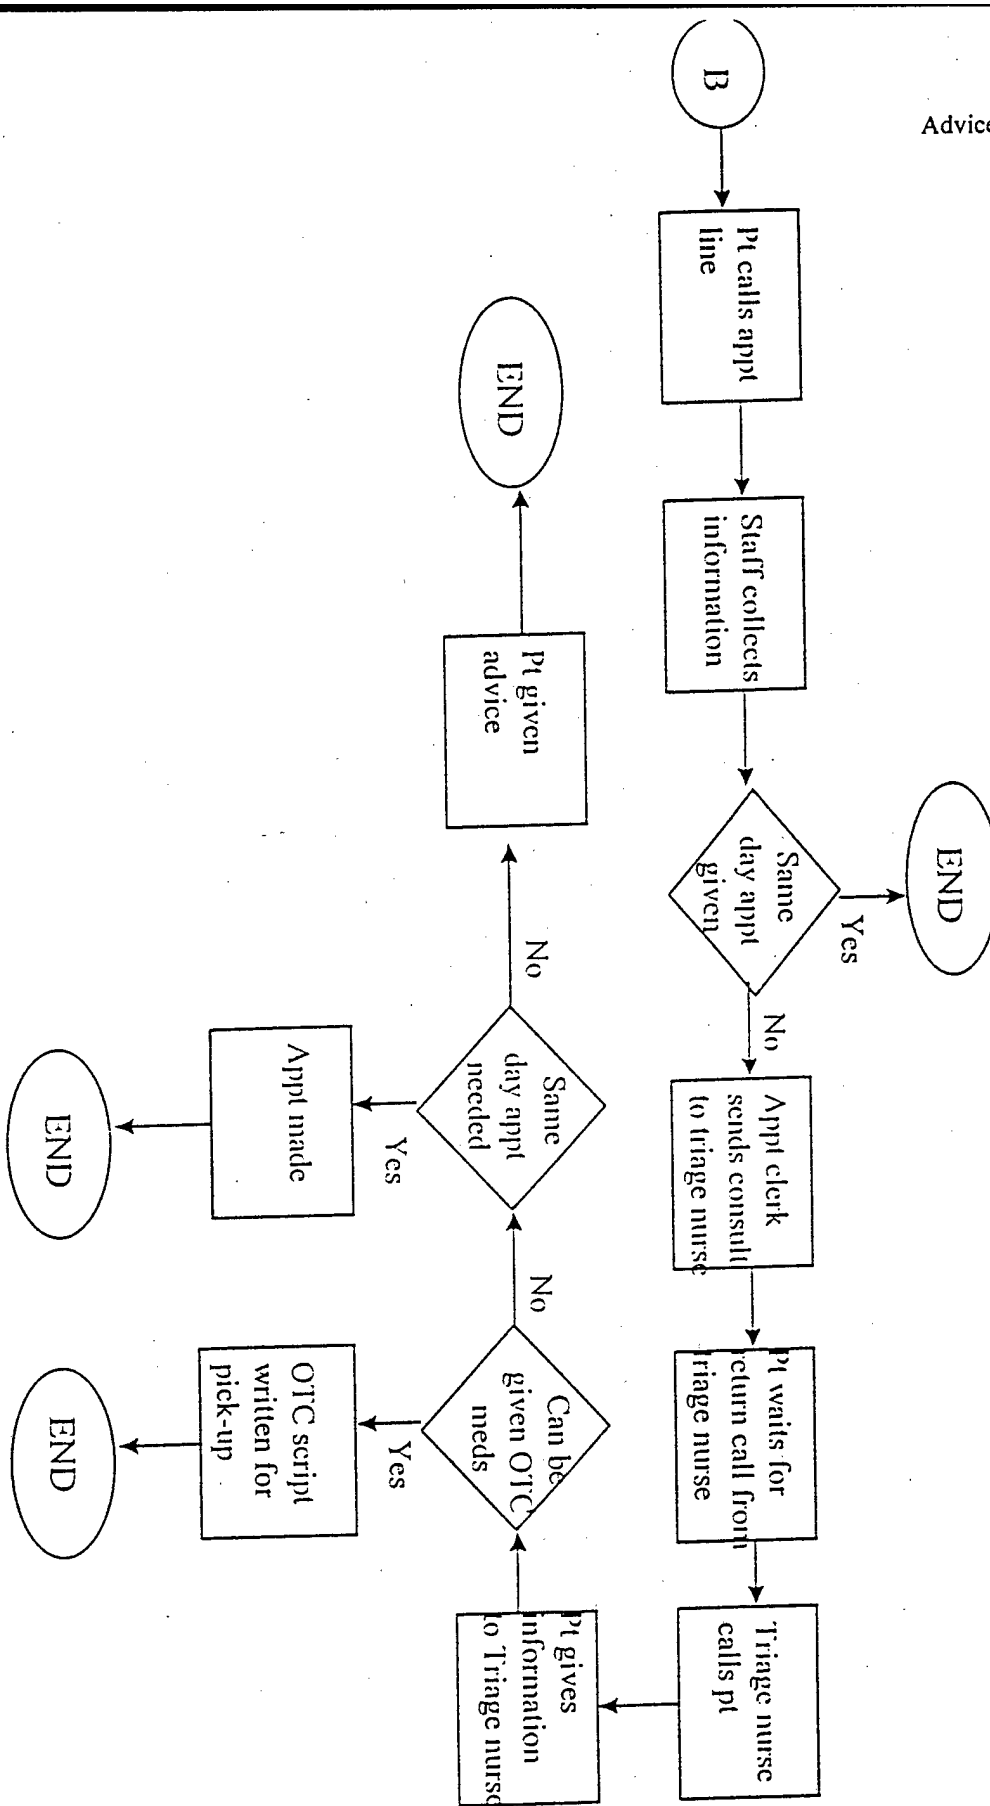 Advice
B
Pt calls appt
line
Staff collects
information
Same
day appt
given
Yes
END
No
Appt clerk
sends consult
to triage nurse
Pt waits for
return call from
triage nurse
Triage nurse
calls pt
Pt gives
information
to Triage nurse
Can be
given OTC
meds
Yes
OTC script
written for
pick-up
END
No
Same
day appt
needed
Yes
Appt made
END
No
Pt given
advice
END